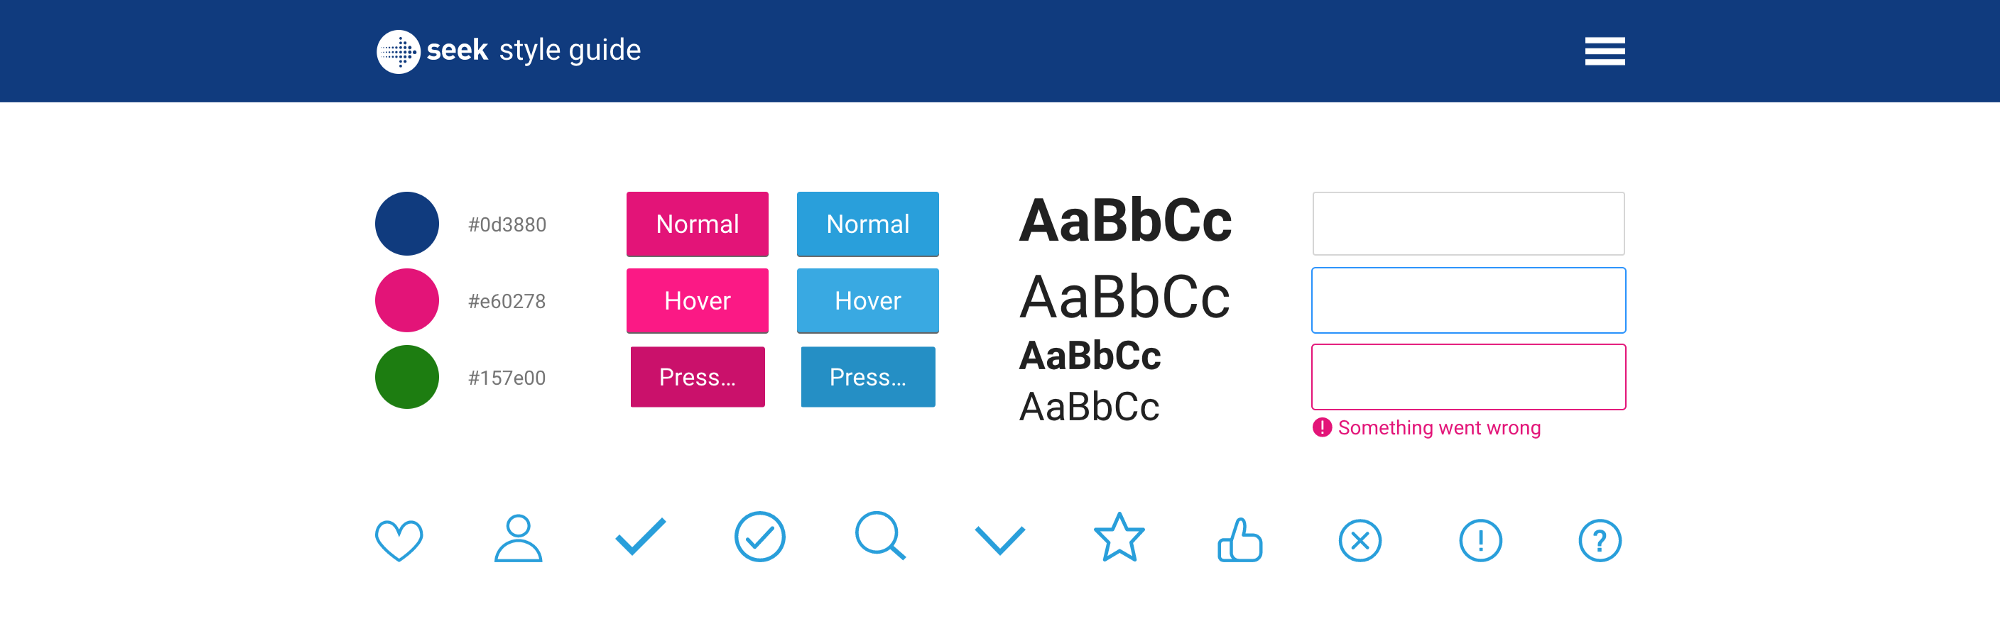 seek style guide
#0d3880
#e60278
#157e00
Normal
Hover
Press...
Normal
Hover
Press...
AaBbCc
AaBbCc
AaBbCc
AaBbCc
! Something went wrong
!
?